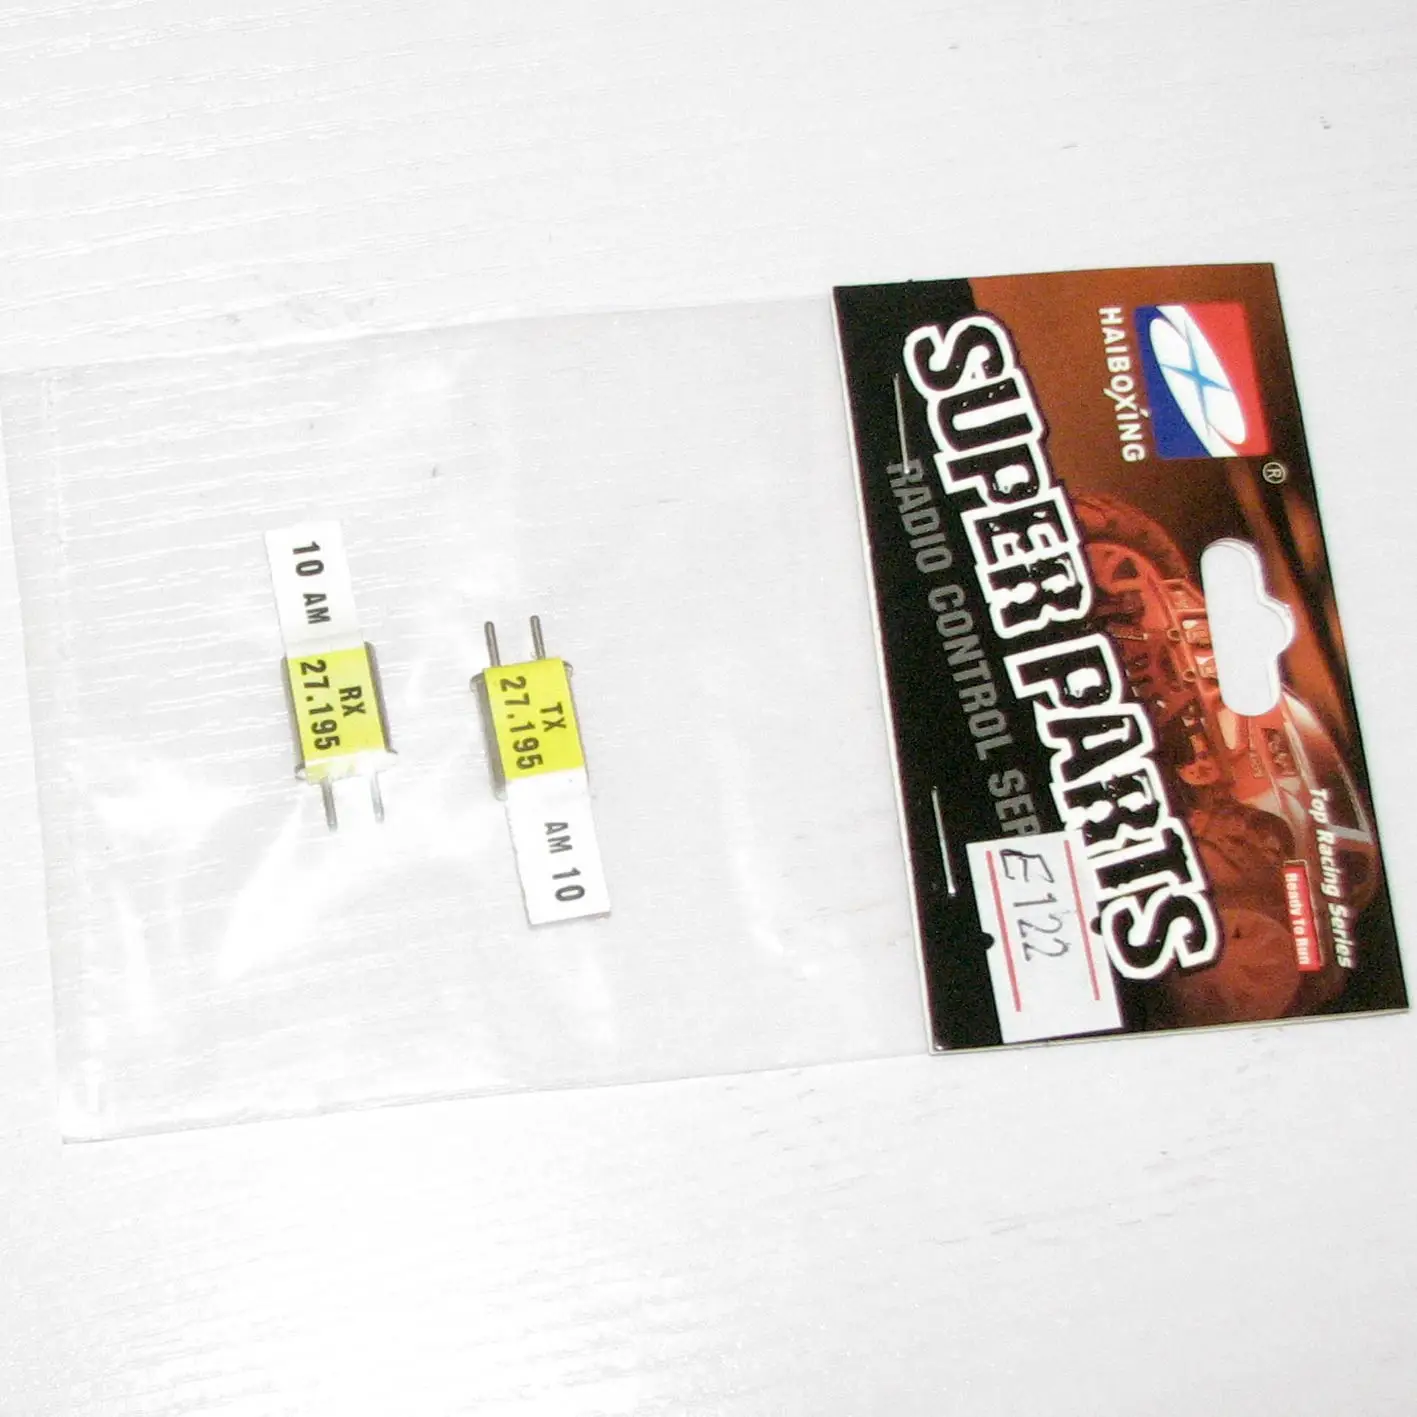 HAIBOXING
®
SUPER PARTS
RADIO CONTROL SER
Top Racing Series
Ready To Run
E122
10 AM
RX
27.195
TX
27.195
AM 10